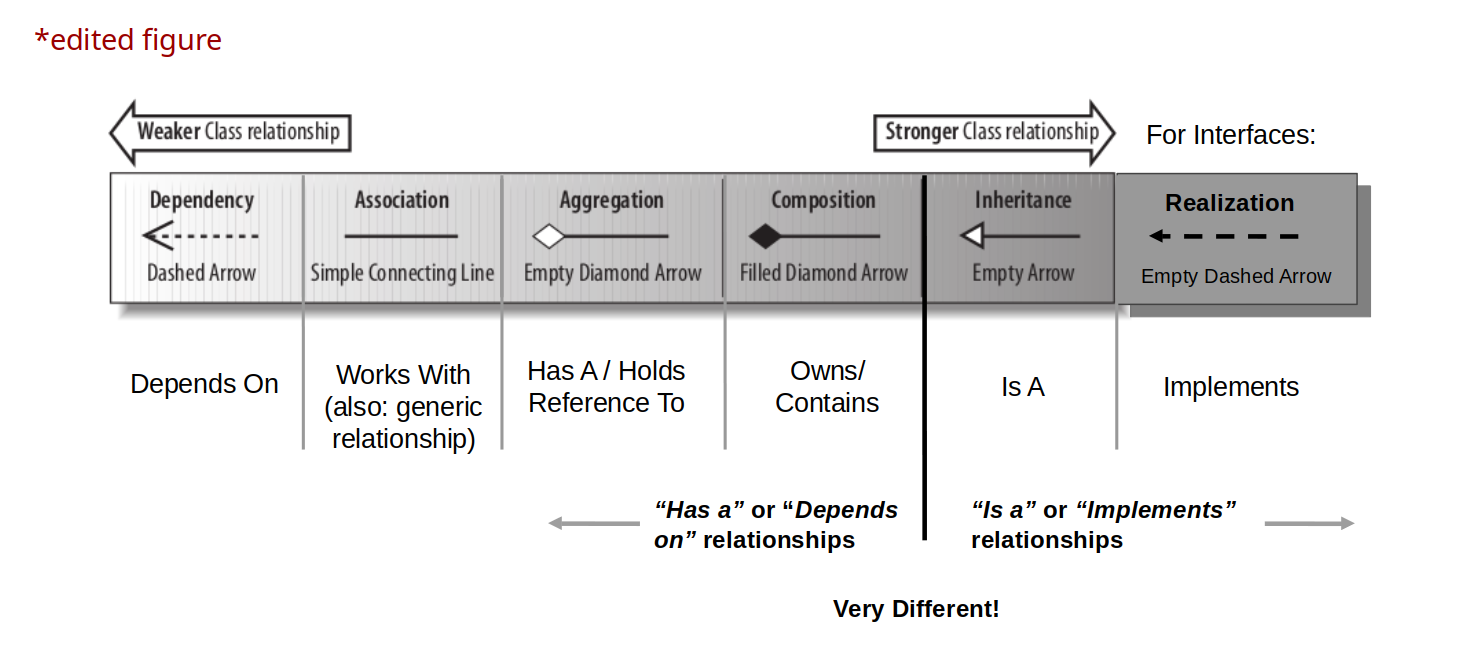 *edited figure
Weaker Class relationship
Stronger Class relationship
For Interfaces:
Dependency
Association
Aggregation
Composition
Inheritance
Realization
Dashed Arrow
Simple Connecting Line
Empty Diamond Arrow
Filled Diamond Arrow
Empty Arrow
Empty Dashed Arrow
Depends On
Works With
(also: generic
relationship)
Has A / Holds
Reference To
Owns/
Contains
Is A
Implements
“Has a” or “Depends
on” relationships
“Is a” or “Implements”
relationships
Very Different!